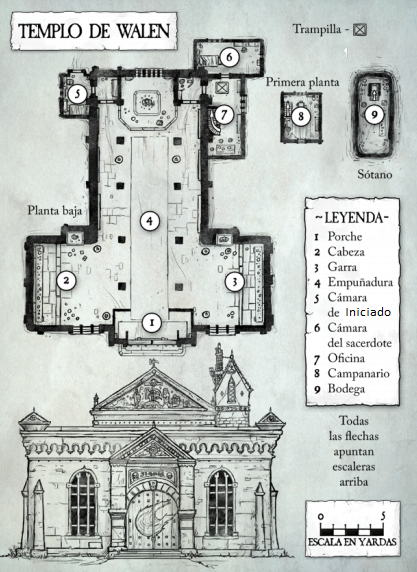 TEMPLO DE WALEN
Trampilla -
6
5
Primera planta
7
8
9
Sótano
Planta baja
4
2
3
1
~LEYENDA~
1 Porche
2 Cabeza
3 Garra
4 Empuñadura
5 Cámara
de Iniciado
6 Cámara
del sacerdote
7 Oficina
8 Campanario
9 Bodega
Todas
las flechas
apuntan
escaleras
arriba
0 5
ESCALA EN YARDAS